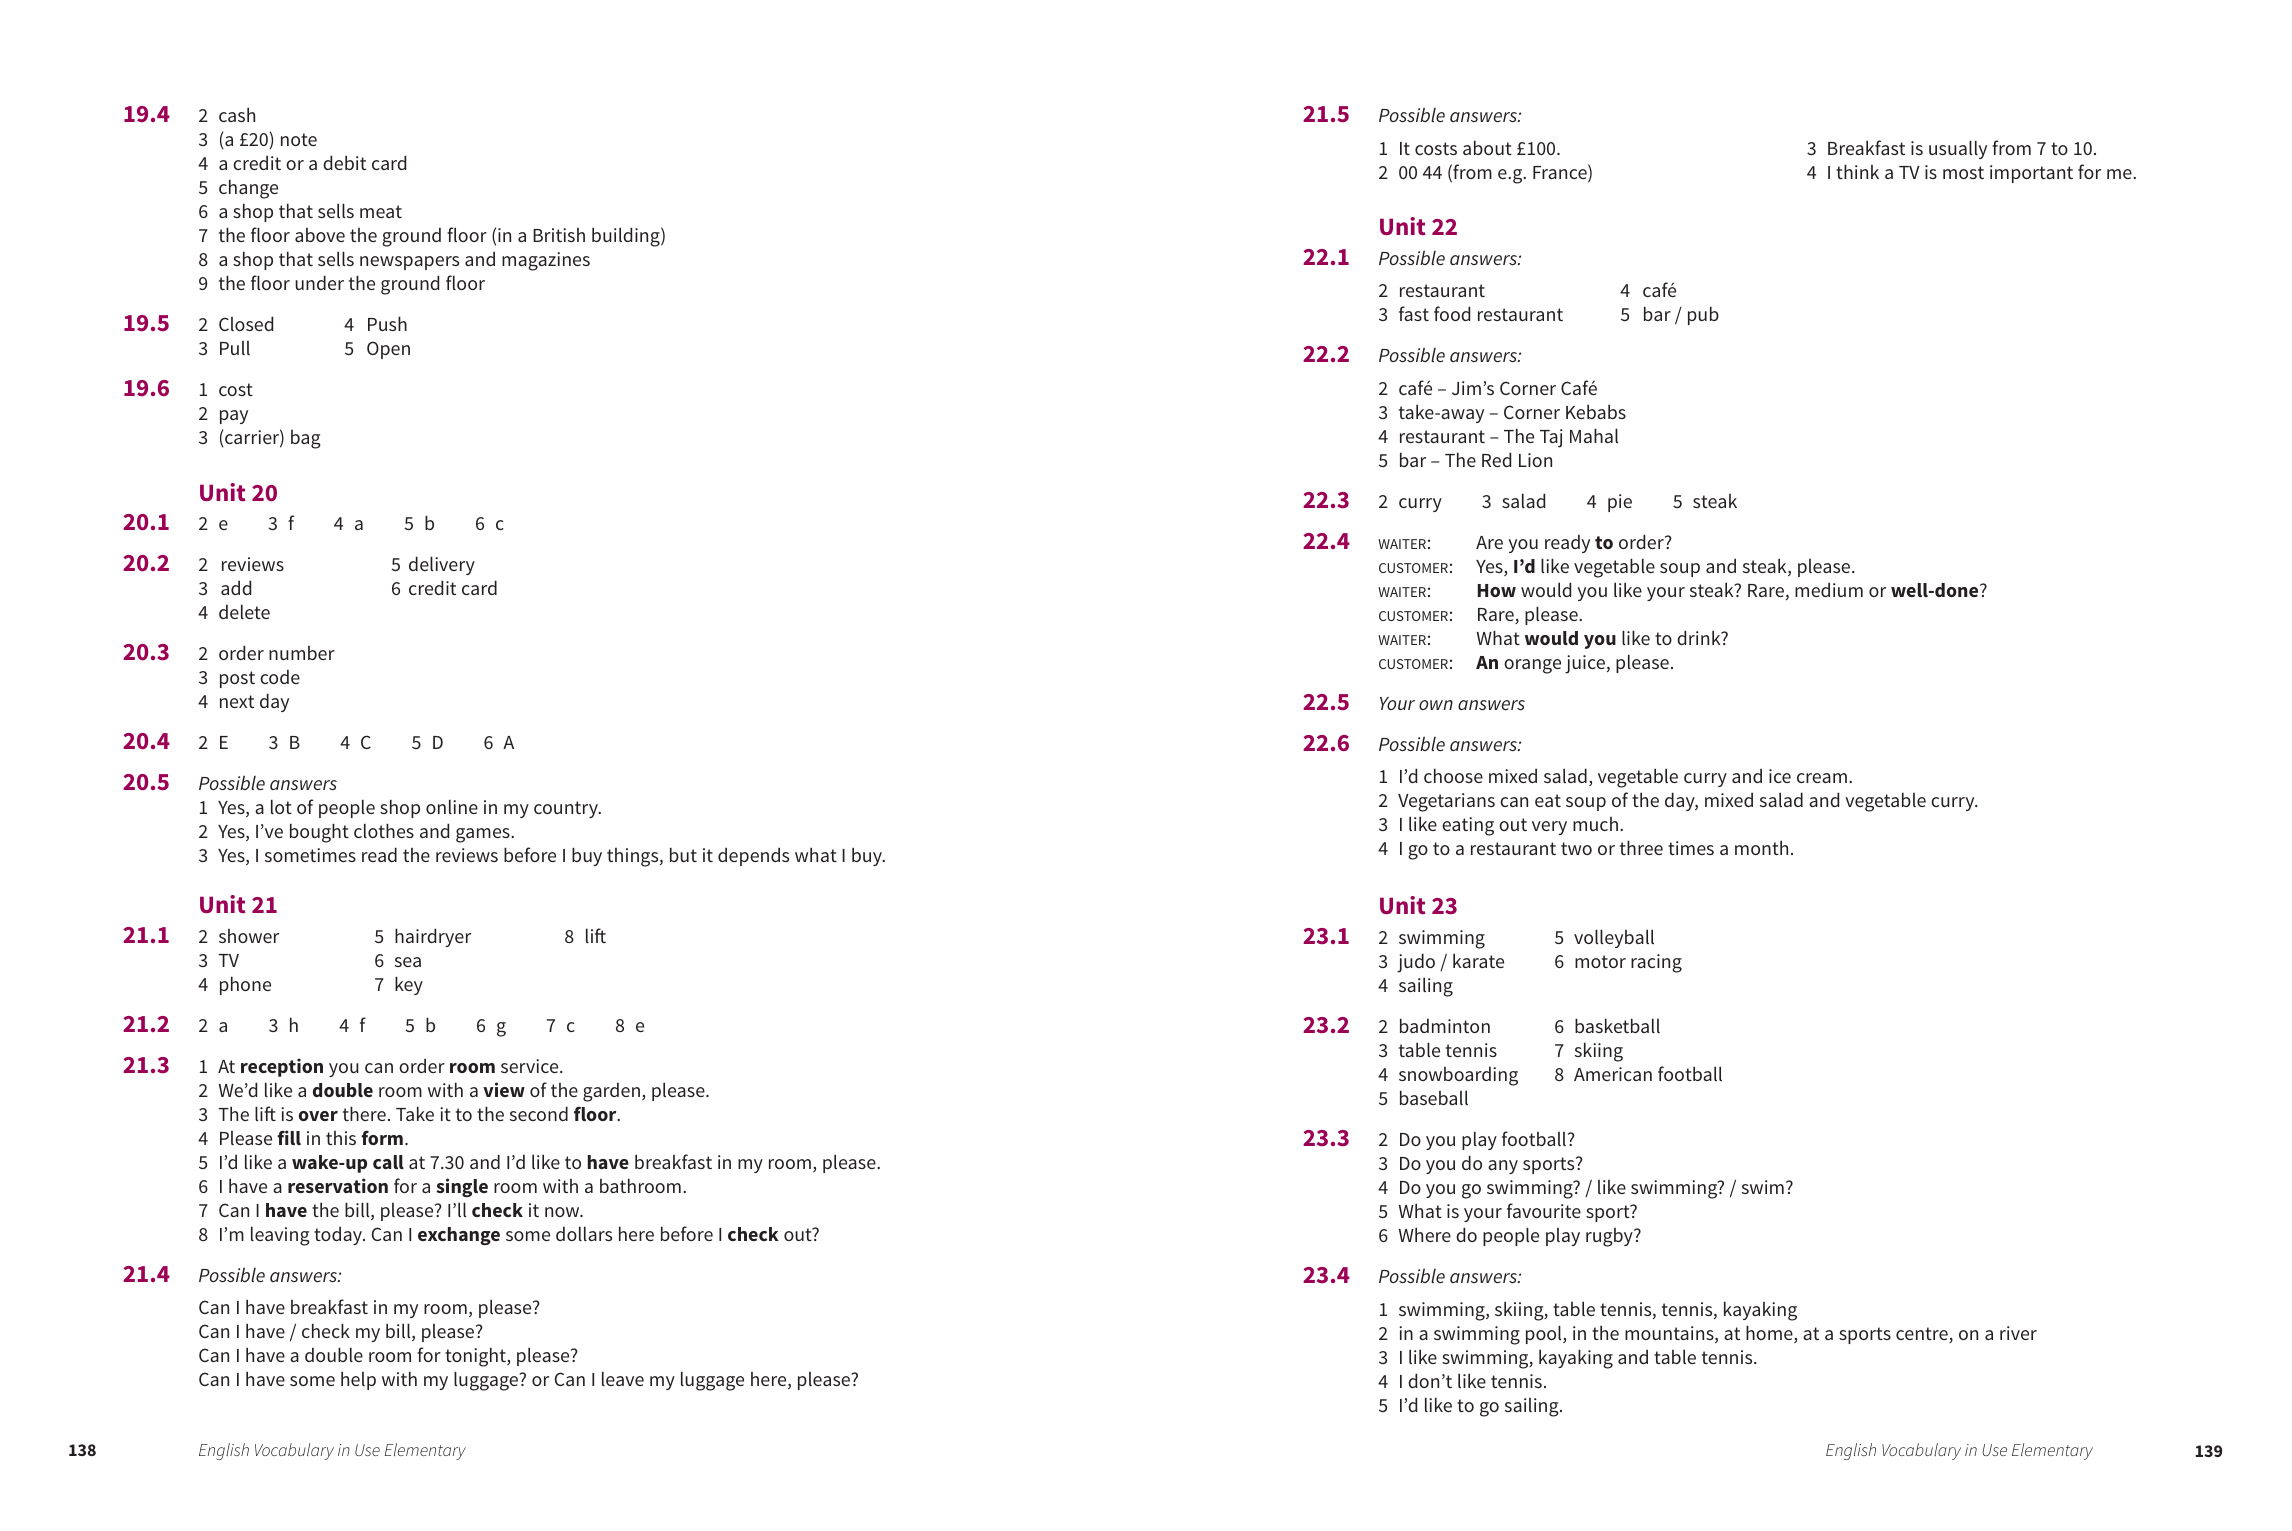 19.4 2 cash
3 (a £20) note
4 a credit or a debit card
5 change
6 a shop that sells meat
7 the floor above the ground floor (in a British building)
8 a shop that sells newspapers and magazines
9 the floor under the ground floor
19.5 2 Closed 4 Push
3 Pull 5 Open
19.6 1 cost
2 pay
3 (carrier) bag
Unit 20
20.1 2 e 3 f 4 a 5 b 6 c
20.2 2 reviews 5 delivery
3 add 6 credit card
4 delete
20.3 2 order number
3 post code
4 next day
20.4 2 E 3 B 4 C 5 D 6 A
20.5 Possible answers
1 Yes, a lot of people shop online in my country.
2 Yes, I’ve bought clothes and games.
3 Yes, I sometimes read the reviews before I buy things, but it depends what I buy.
Unit 21
21.1 2 shower 5 hairdryer 8 lift
3 TV 6 sea
4 phone 7 key
21.2 2 a 3 h 4 f 5 b 6 g 7 c 8 e
21.3 1 At reception you can order room service.
2 We’d like a double room with a view of the garden, please.
3 The lift is over there. Take it to the second floor.
4 Please fill in this form.
5 I’d like a wake-up call at 7.30 and I’d like to have breakfast in my room, please.
6 I have a reservation for a single room with a bathroom.
7 Can I have the bill, please? I’ll check it now.
8 I’m leaving today. Can I exchange some dollars here before I check out?
21.4 Possible answers:
Can I have breakfast in my room, please?
Can I have / check my bill, please?
Can I have a double room for tonight, please?
Can I have some help with my luggage? or Can I leave my luggage here, please?
138 English Vocabulary in Use Elementary
21.5 Possible answers:
1 It costs about £100. 3 Breakfast is usually from 7 to 10.
2 00 44 (from e.g. France) 4 I think a TV is most important for me.
Unit 22
22.1 Possible answers:
2 restaurant 4 café
3 fast food restaurant 5 bar / pub
22.2 Possible answers:
2 café – Jim’s Corner Café
3 take-away – Corner Kebabs
4 restaurant – The Taj Mahal
5 bar – The Red Lion
22.3 2 curry 3 salad 4 pie 5 steak
22.4 WAITER: Are you ready to order?
CUSTOMER: Yes, I’d like vegetable soup and steak, please.
WAITER: How would you like your steak? Rare, medium or well-done?
CUSTOMER: Rare, please.
WAITER: What would you like to drink?
CUSTOMER: An orange juice, please.
22.5 Your own answers
22.6 Possible answers:
1 I’d choose mixed salad, vegetable curry and ice cream.
2 Vegetarians can eat soup of the day, mixed salad and vegetable curry.
3 I like eating out very much.
4 I go to a restaurant two or three times a month.
Unit 23
23.1 2 swimming 5 volleyball
3 judo / karate 6 motor racing
4 sailing
23.2 2 badminton 6 basketball
3 table tennis 7 skiing
4 snowboarding 8 American football
5 baseball
23.3 2 Do you play football?
3 Do you do any sports?
4 Do you go swimming? / like swimming? / swim?
5 What is your favourite sport?
6 Where do people play rugby?
23.4 Possible answers:
1 swimming, skiing, table tennis, tennis, kayaking
2 in a swimming pool, in the mountains, at home, at a sports centre, on a river
3 I like swimming, kayaking and table tennis.
4 I don’t like tennis.
5 I’d like to go sailing.
English Vocabulary in Use Elementary 139